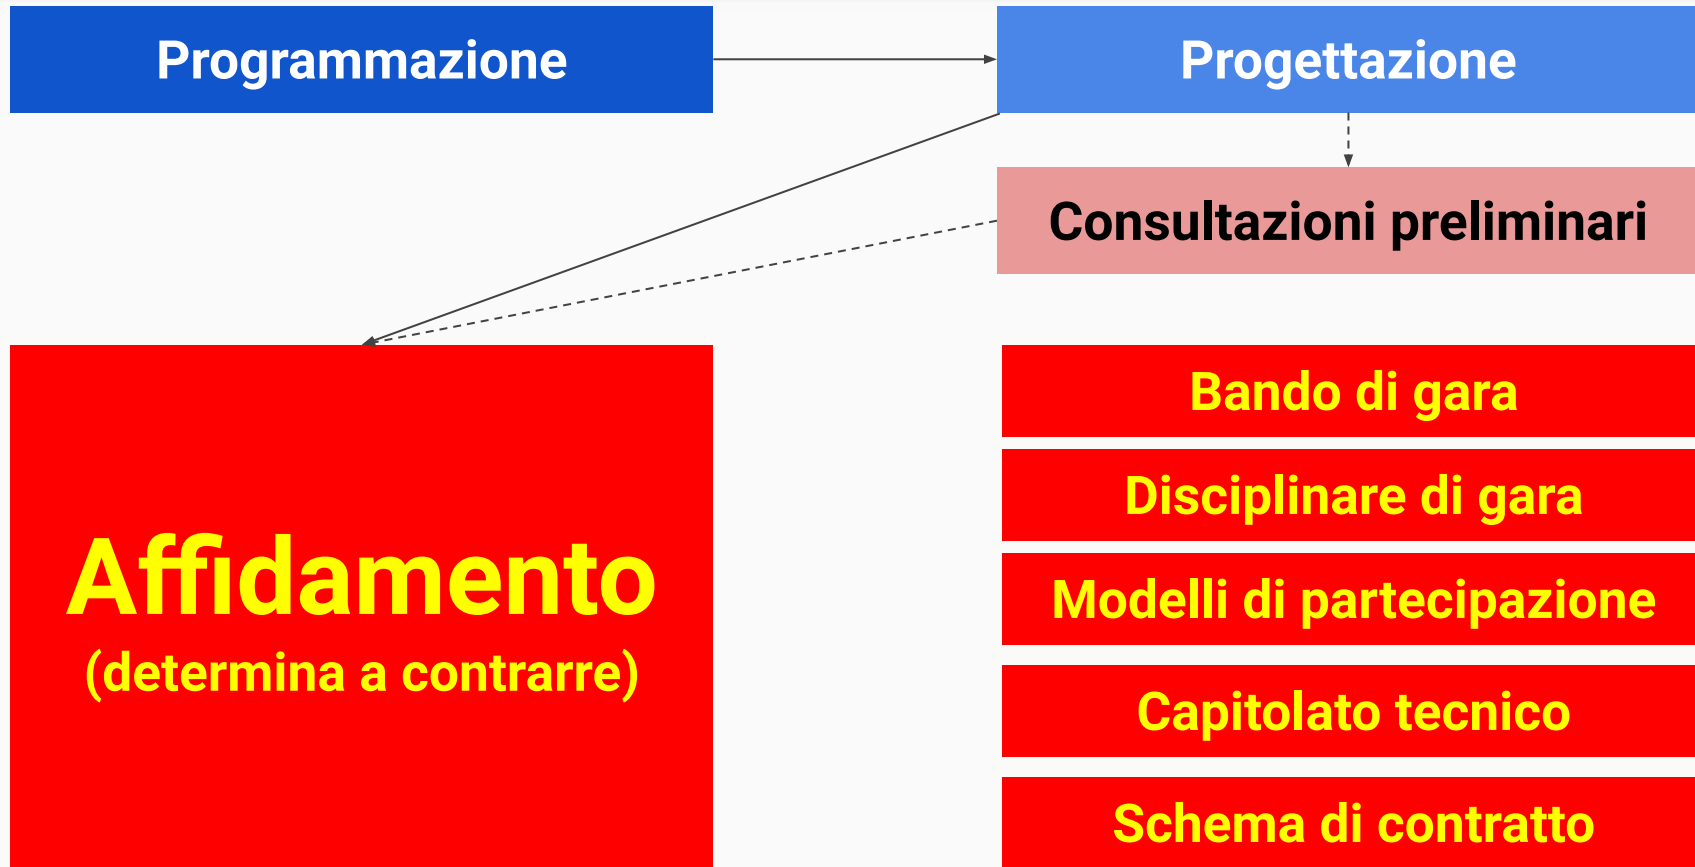 Programmazione
Progettazione
Consultazioni preliminari
Affidamento
(determina a contrarre)
Bando di gara
Disciplinare di gara
Modelli di partecipazione
Capitolato tecnico
Schema di contratto